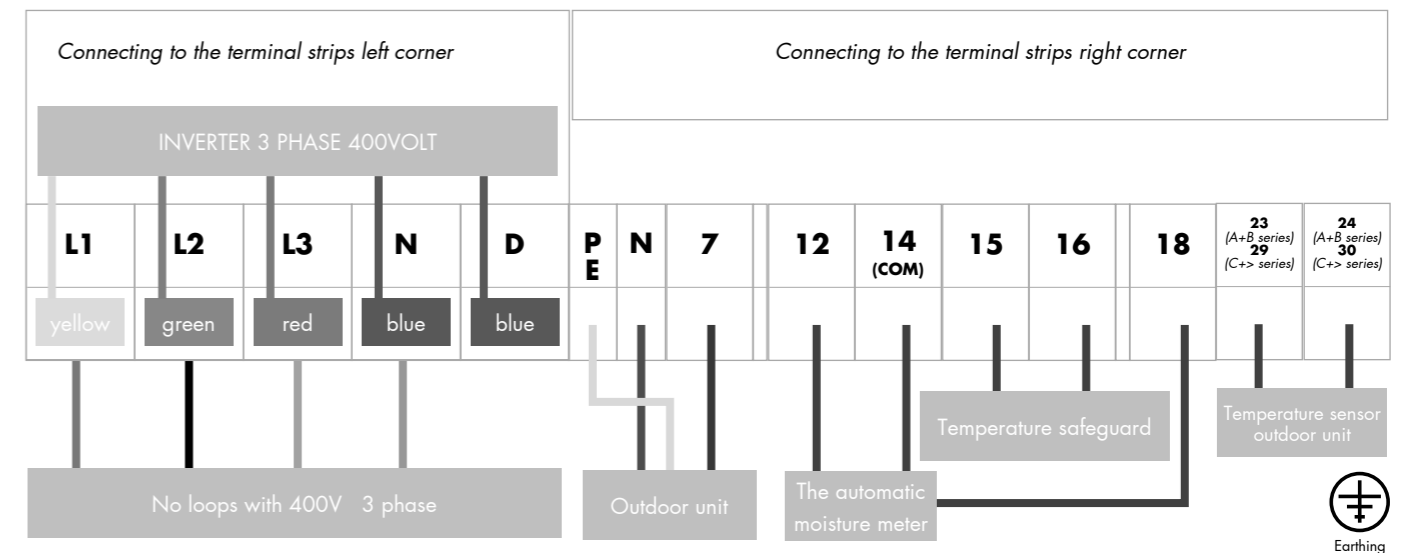 Connecting to the terminal strips left corner
Connecting to the terminal strips right corner
INVERTER 3 PHASE 400VOLT
L1
L2
L3
N
D
P
E
N
7
12
14
(COM)
15
16
18
23
(A+B series)
29
(C+> series)
24
(A+B series)
30
(C+> series)
yellow
green
red
blue
blue
Temperature safeguard
Temperature sensor
outdoor unit
No loops with 400V 3 phase
Outdoor unit
The automatic
moisture meter
Earthing